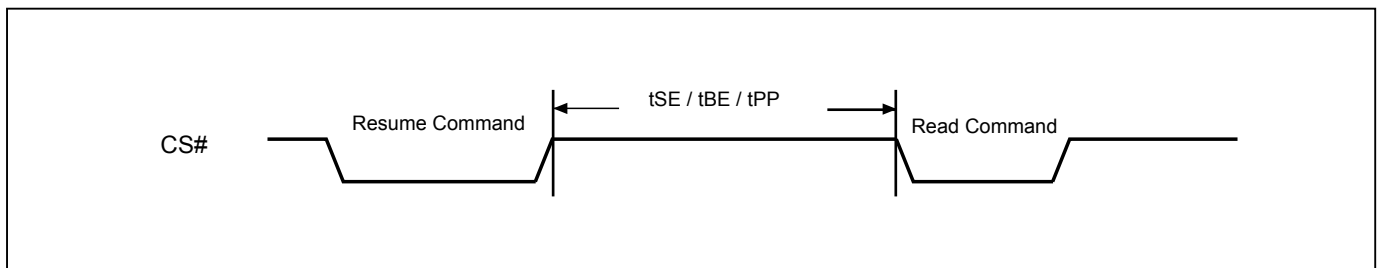 tSE / tBE / tPP
Resume Command
Read Command
CS#